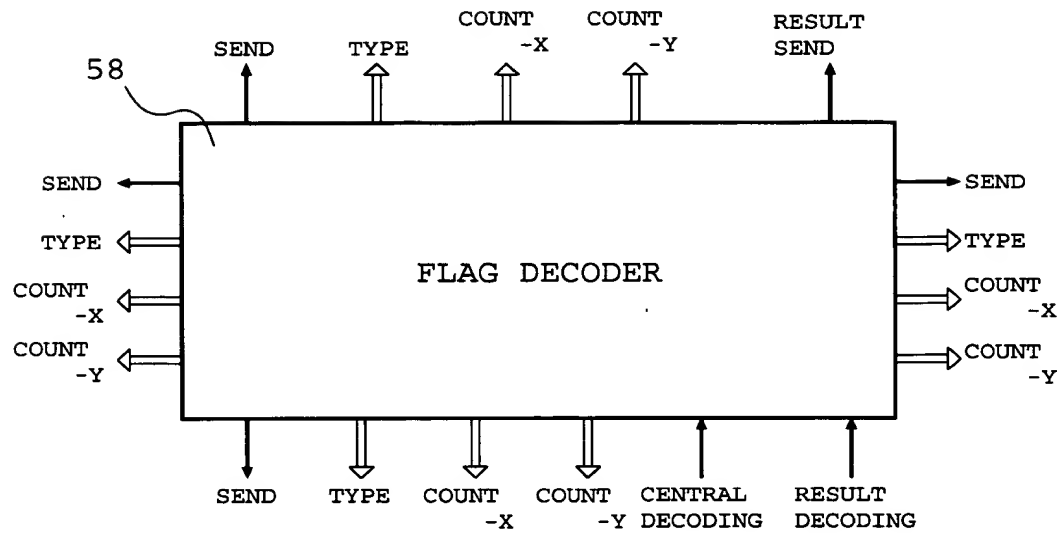 COUNT
-X
COUNT
-Y
RESULT
SEND
SEND
TYPE
58
SEND
SEND
TYPE
TYPE
FLAG DECODER
COUNT
-X
COUNT
-X
COUNT
-Y
COUNT
-Y
SEND
TYPE
COUNT
-X
COUNT
-Y
CENTRAL
DECODING
RESULT
DECODING